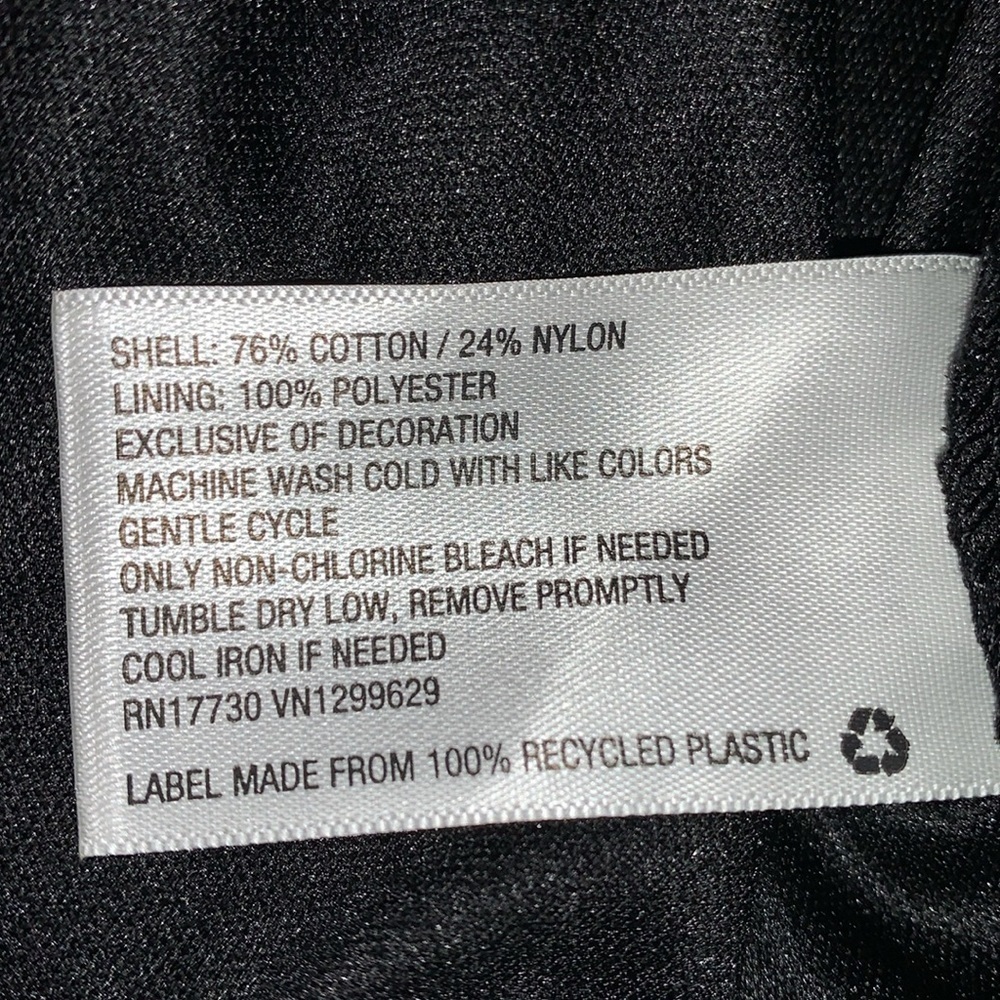 SHELL: 76% COTTON / 24% NYLON
LINING: 100% POLYESTER
EXCLUSIVE OF DECORATION
MACHINE WASH COLD WITH LIKE COLORS
GENTLE CYCLE
ONLY NON-CHLORINE BLEACH IF NEEDED
TUMBLE DRY LOW, REMOVE PROMPTLY
COOL IRON IF NEEDED
RN17730 VN1299629
LABEL MADE FROM 100% RECYCLED PLASTIC